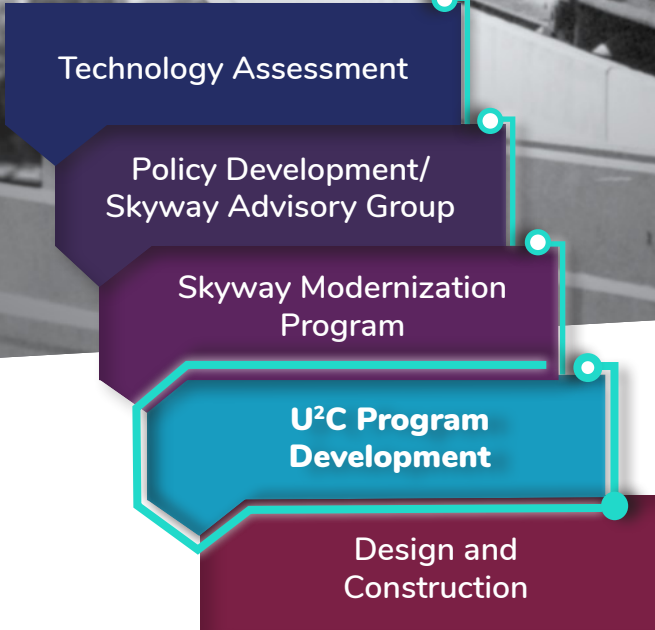 Technology Assessment
Policy Development/
Skyway Advisory Group
Skyway Modernization
Program
U²C Program
Development
Design and
Construction